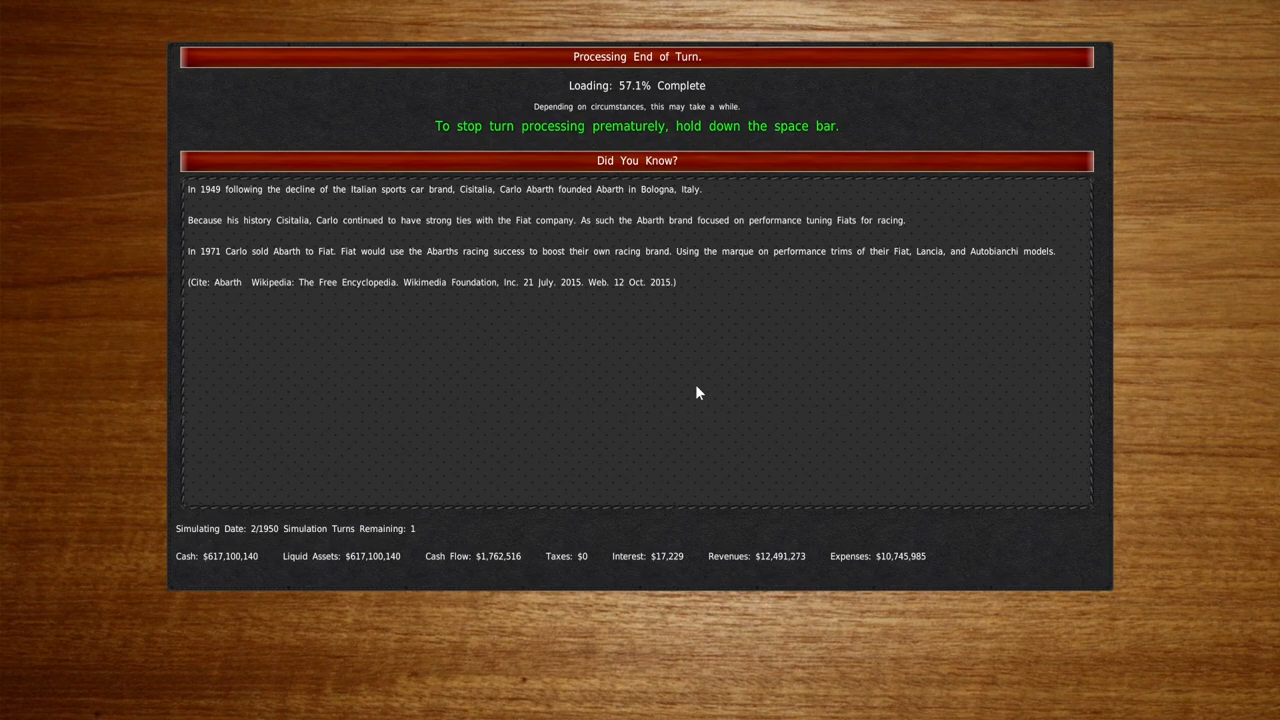 Processing End of Turn.
Loading: 57.1% Complete
Depending on circumstances, this may take a while.
To stop turn processing prematurely, hold down the space bar.
Did You Know?
In 1949 following the decline of the Italian sports car brand, Cisitalia, Carlo Abarth founded Abarth in Bologna, Italy.
Because his history Cisitalia, Carlo continued to have strong ties with the Fiat company. As such the Abarth brand focused on performance tuning Fiats for racing.
In 1971 Carlo sold Abarth to Fiat. Fiat would use the Abarths racing success to boost their own racing brand. Using the marque on performance trims of their Fiat, Lancia, and Autobianchi models.
(Cite: Abarth Wikipedia: The Free Encyclopedia. Wikimedia Foundation, Inc. 21 July. 2015. Web. 12 Oct. 2015.)
Simulating Date: 2/1950 Simulation Turns Remaining: 1
Cash: $617,100,140 Liquid Assets: $617,100,140 Cash Flow: $1,762,516 Taxes: $0 Interest: $17,229 Revenues: $12,491,273 Expenses: $10,745,985